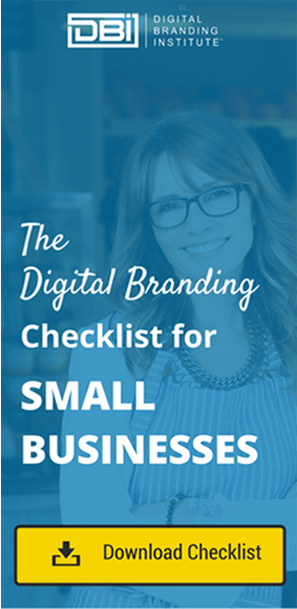 DBI
DIGITAL
BRANDING
INSTITUTE
The
Digital Branding
Checklist for
SMALL
BUSINESSES
Download Checklist